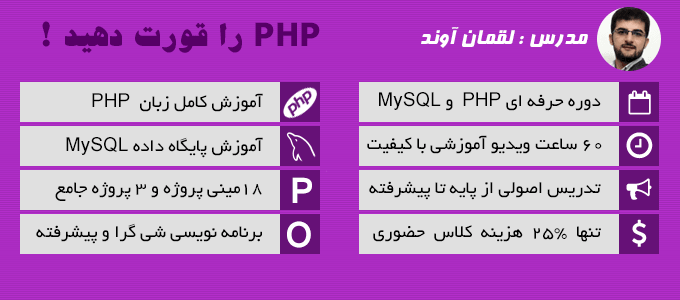 مدرس : لقمان آوند
PHP را قورت دهید !
دوره حرفه ای PHP و MySQL
۶۰ ساعت ویدیو آموزشی با کیفیت
تدریس اصولی از پایه تا پیشرفته
$ تنها ۲۵% هزینه کلاس حضوری
php آموزش کامل زبان PHP
آموزش پایگاه داده MySQL
P ۱۸مینی پروژه و ۳ پروژه جامع
O برنامه نویسی شی گرا و پیشرفته